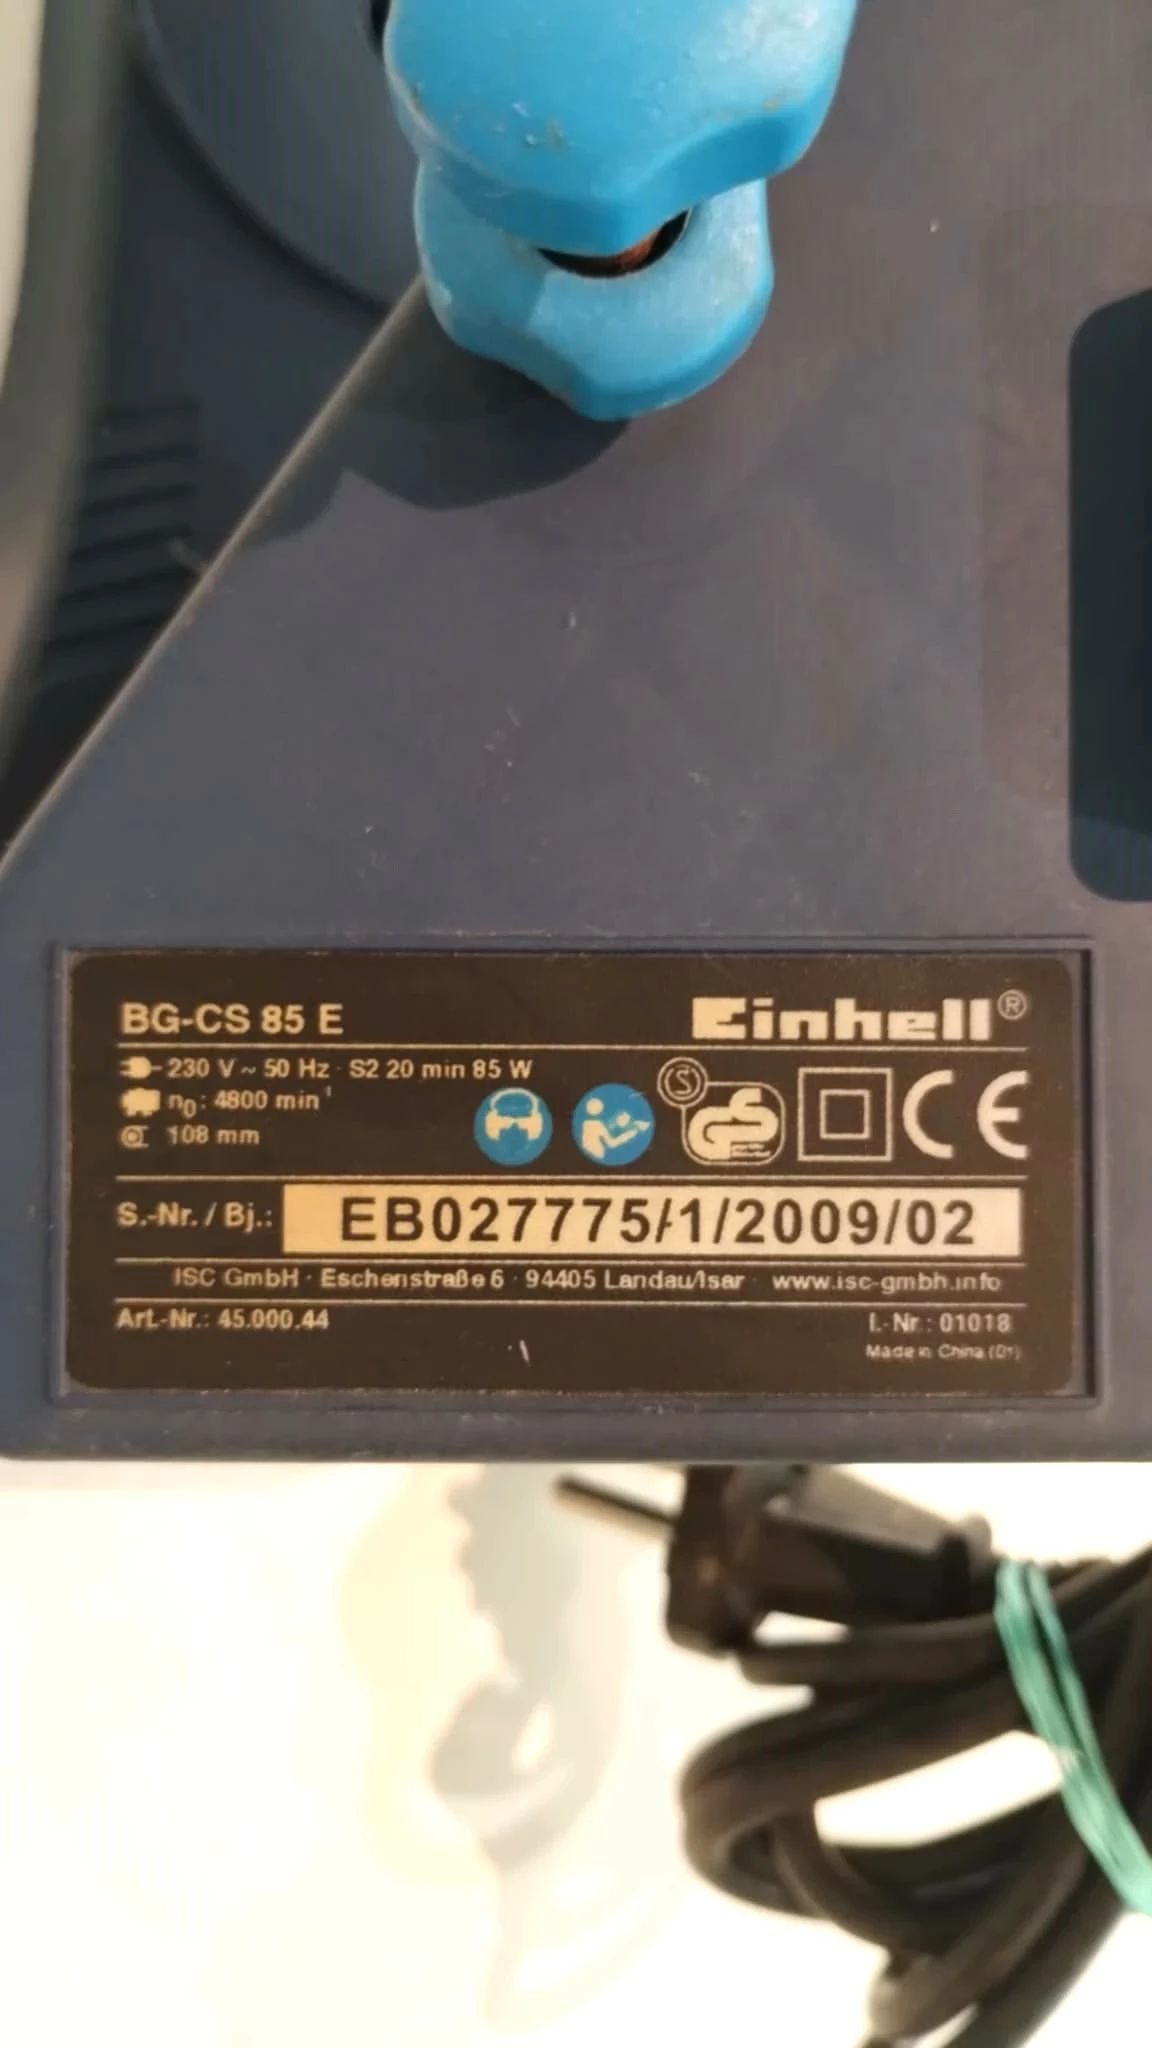 BG-CS 85 E
Einhell®
230 V ~ 50 Hz · S2 20 min 85 W
n₀: 4800 min⁻¹
108 mm
S
GS
CE
S.-Nr. / Bj.: EB027775/1/2009/02
ISC GmbH · Eschenstraße 6 · 94405 Landau/Isar www.isc-gmbh.info
Art.-Nr.: 45.000.44
I.-Nr.: 01018
Made in China